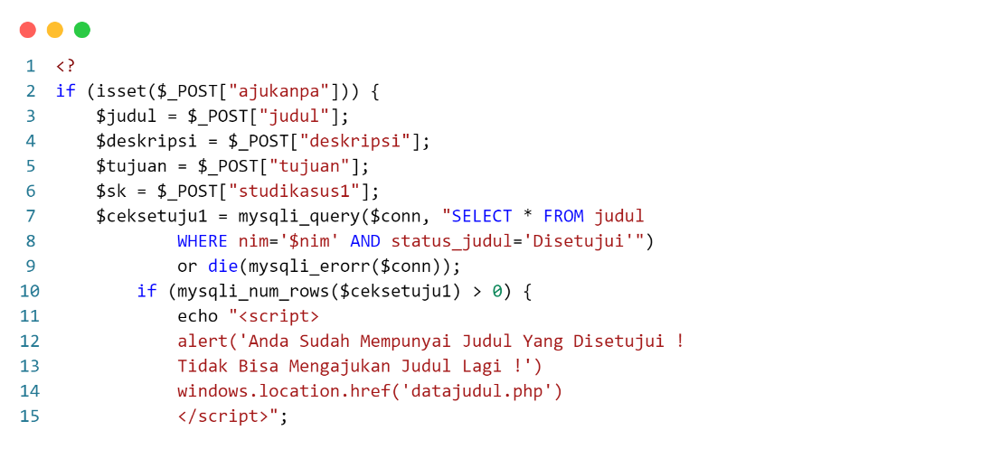 1 <?
2 if (isset($_POST["ajukanpa"])) {
3 $judul = $_POST["judul"];
4 $deskripsi = $_POST["deskripsi"];
5 $tujuan = $_POST["tujuan"];
6 $sk = $_POST["studikasus1"];
7 $ceksetuju1 = mysqli_query($conn, "SELECT * FROM judul
8 WHERE nim='$nim' AND status_judul='Disetujui'")
9 or die(mysqli_erorr($conn));
10 if (mysqli_num_rows($ceksetuju1) > 0) {
11 echo "<script>
12 alert('Anda Sudah Mempunyai Judul Yang Disetujui !
13 Tidak Bisa Mengajukan Judul Lagi !')
14 windows.location.href('datajudul.php')
15 </script>";